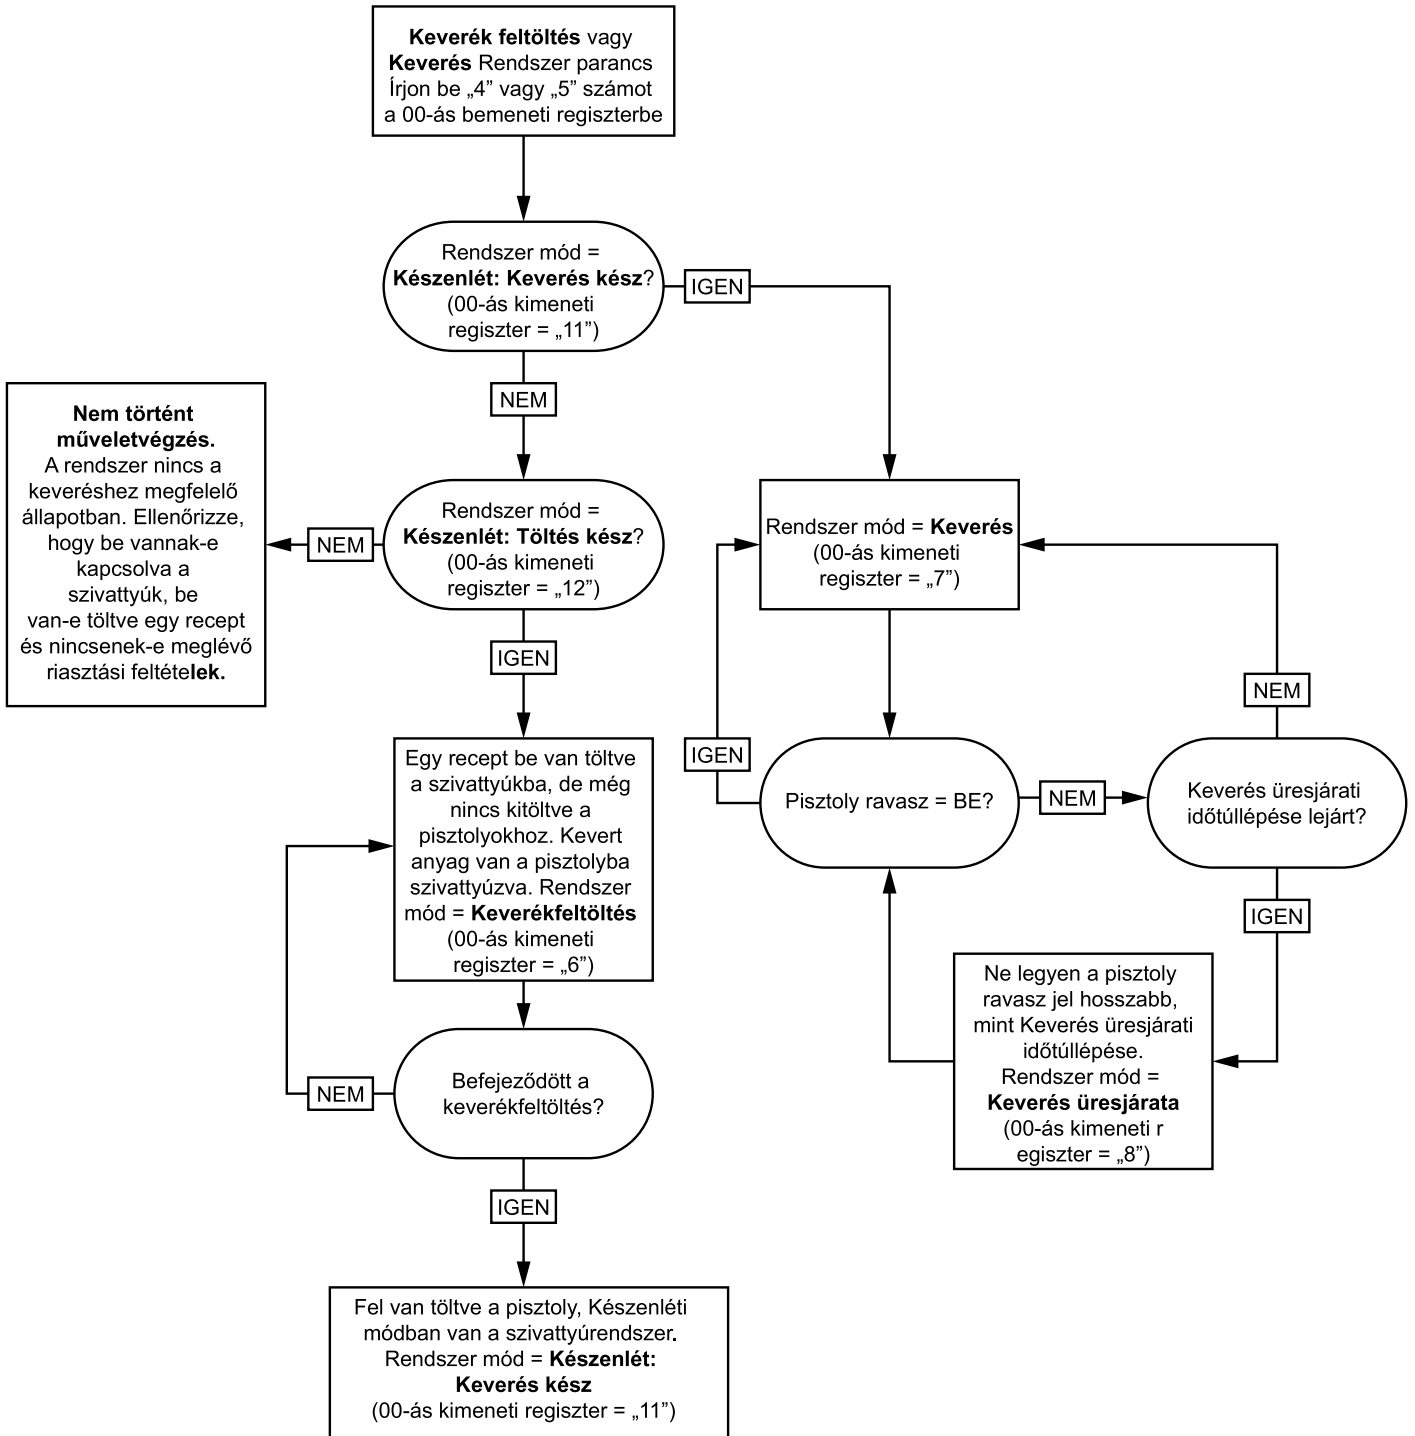 Keverék feltöltés vagy
Keverés Rendszer parancs
Írjon be „4” vagy „5” számot
a 00-ás bemeneti regiszterbe
Rendszer mód =
Készenlét: Keverés kész?
(00-ás kimeneti
regiszter = „11”)
IGEN
NEM
Nem történt
műveletvégzés.
A rendszer nincs a
keveréshez megfelelő
állapotban. Ellenőrizze,
hogy be vannak-e
kapcsolva a
szivattyúk, be
van-e töltve egy recept
és nincsenek-e meglévő
riasztási feltételek.
NEM
Rendszer mód =
Készenlét: Töltés kész?
(00-ás kimeneti
regiszter = „12”)
IGEN
Rendszer mód = Keverés
(00-ás kimeneti
regiszter = „7”)
NEM
IGEN
Pisztoly ravasz = BE?
NEM
Keverés üresjárati
időtúllépése lejárt?
IGEN
Egy recept be van töltve
a szivattyúkba, de még
nincs kitöltve a
pisztolyokhoz. Kevert
anyag van a pisztolyba
szivattyúzva. Rendszer
mód = Keverékfeltöltés
(00-ás kimeneti
regiszter = „6”)
Ne legyen a pisztoly
ravasz jel hosszabb,
mint Keverés üresjárati
időtúllépése.
Rendszer mód =
Keverés üresjárata
(00-ás kimeneti r
egiszter = „8”)
NEM
Befejeződött a
keverékfeltöltés?
IGEN
Fel van töltve a pisztoly, Készenléti
módban van a szivattyúrendszer.
Rendszer mód = Készenlét:
Keverés kész
(00-ás kimeneti regiszter = „11”)